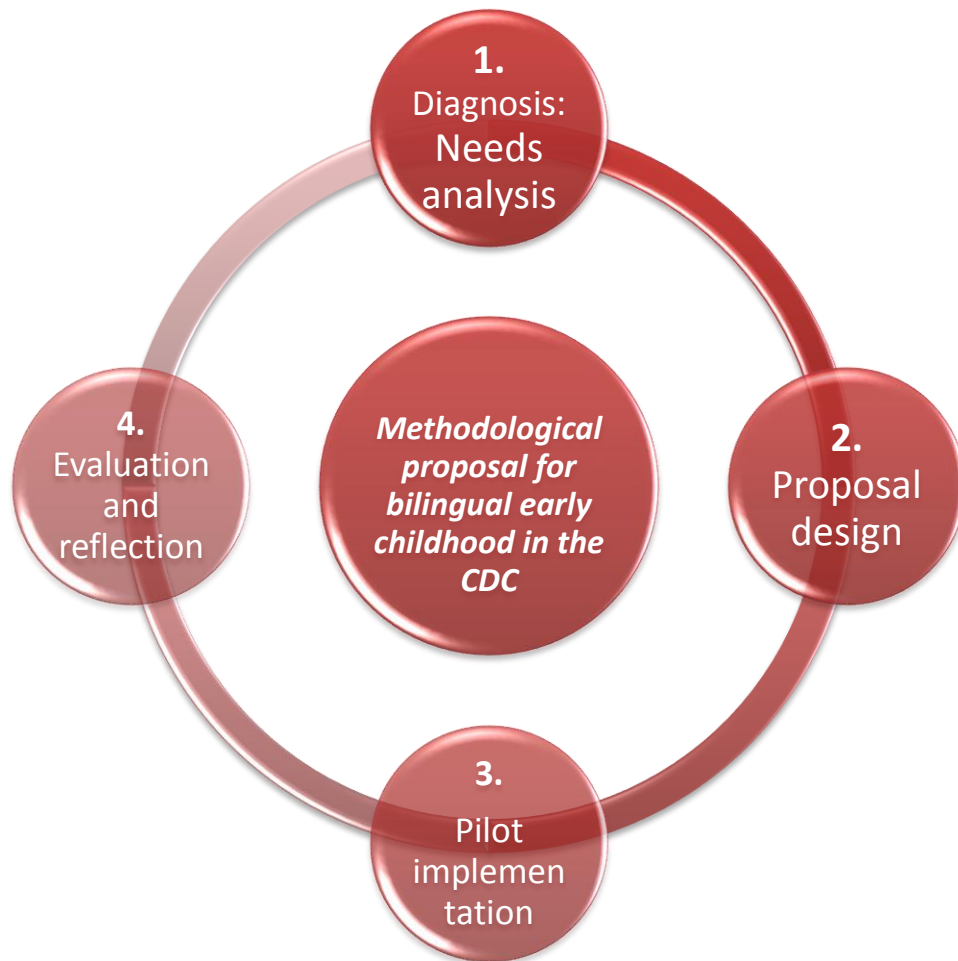 1.
Diagnosis:
Needs
analysis
2.
Proposal
design
3.
Pilot
implemen
tation
4.
Evaluation
and
reflection
Methodological
proposal for
bilingual early
childhood in the
CDC